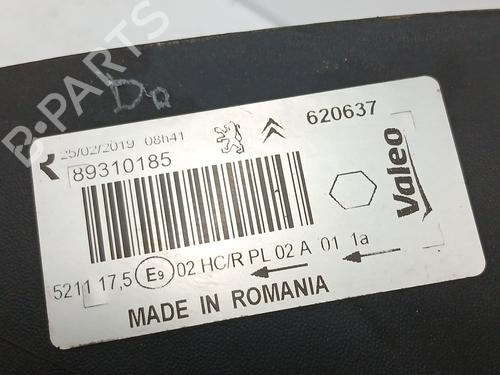 B-PARTS
Do
25/02/2019 08h41
620637
89310185
Valeo
5211 17,5 E9 02 HC/R PL 02 A 01 1a
MADE IN ROMANIA